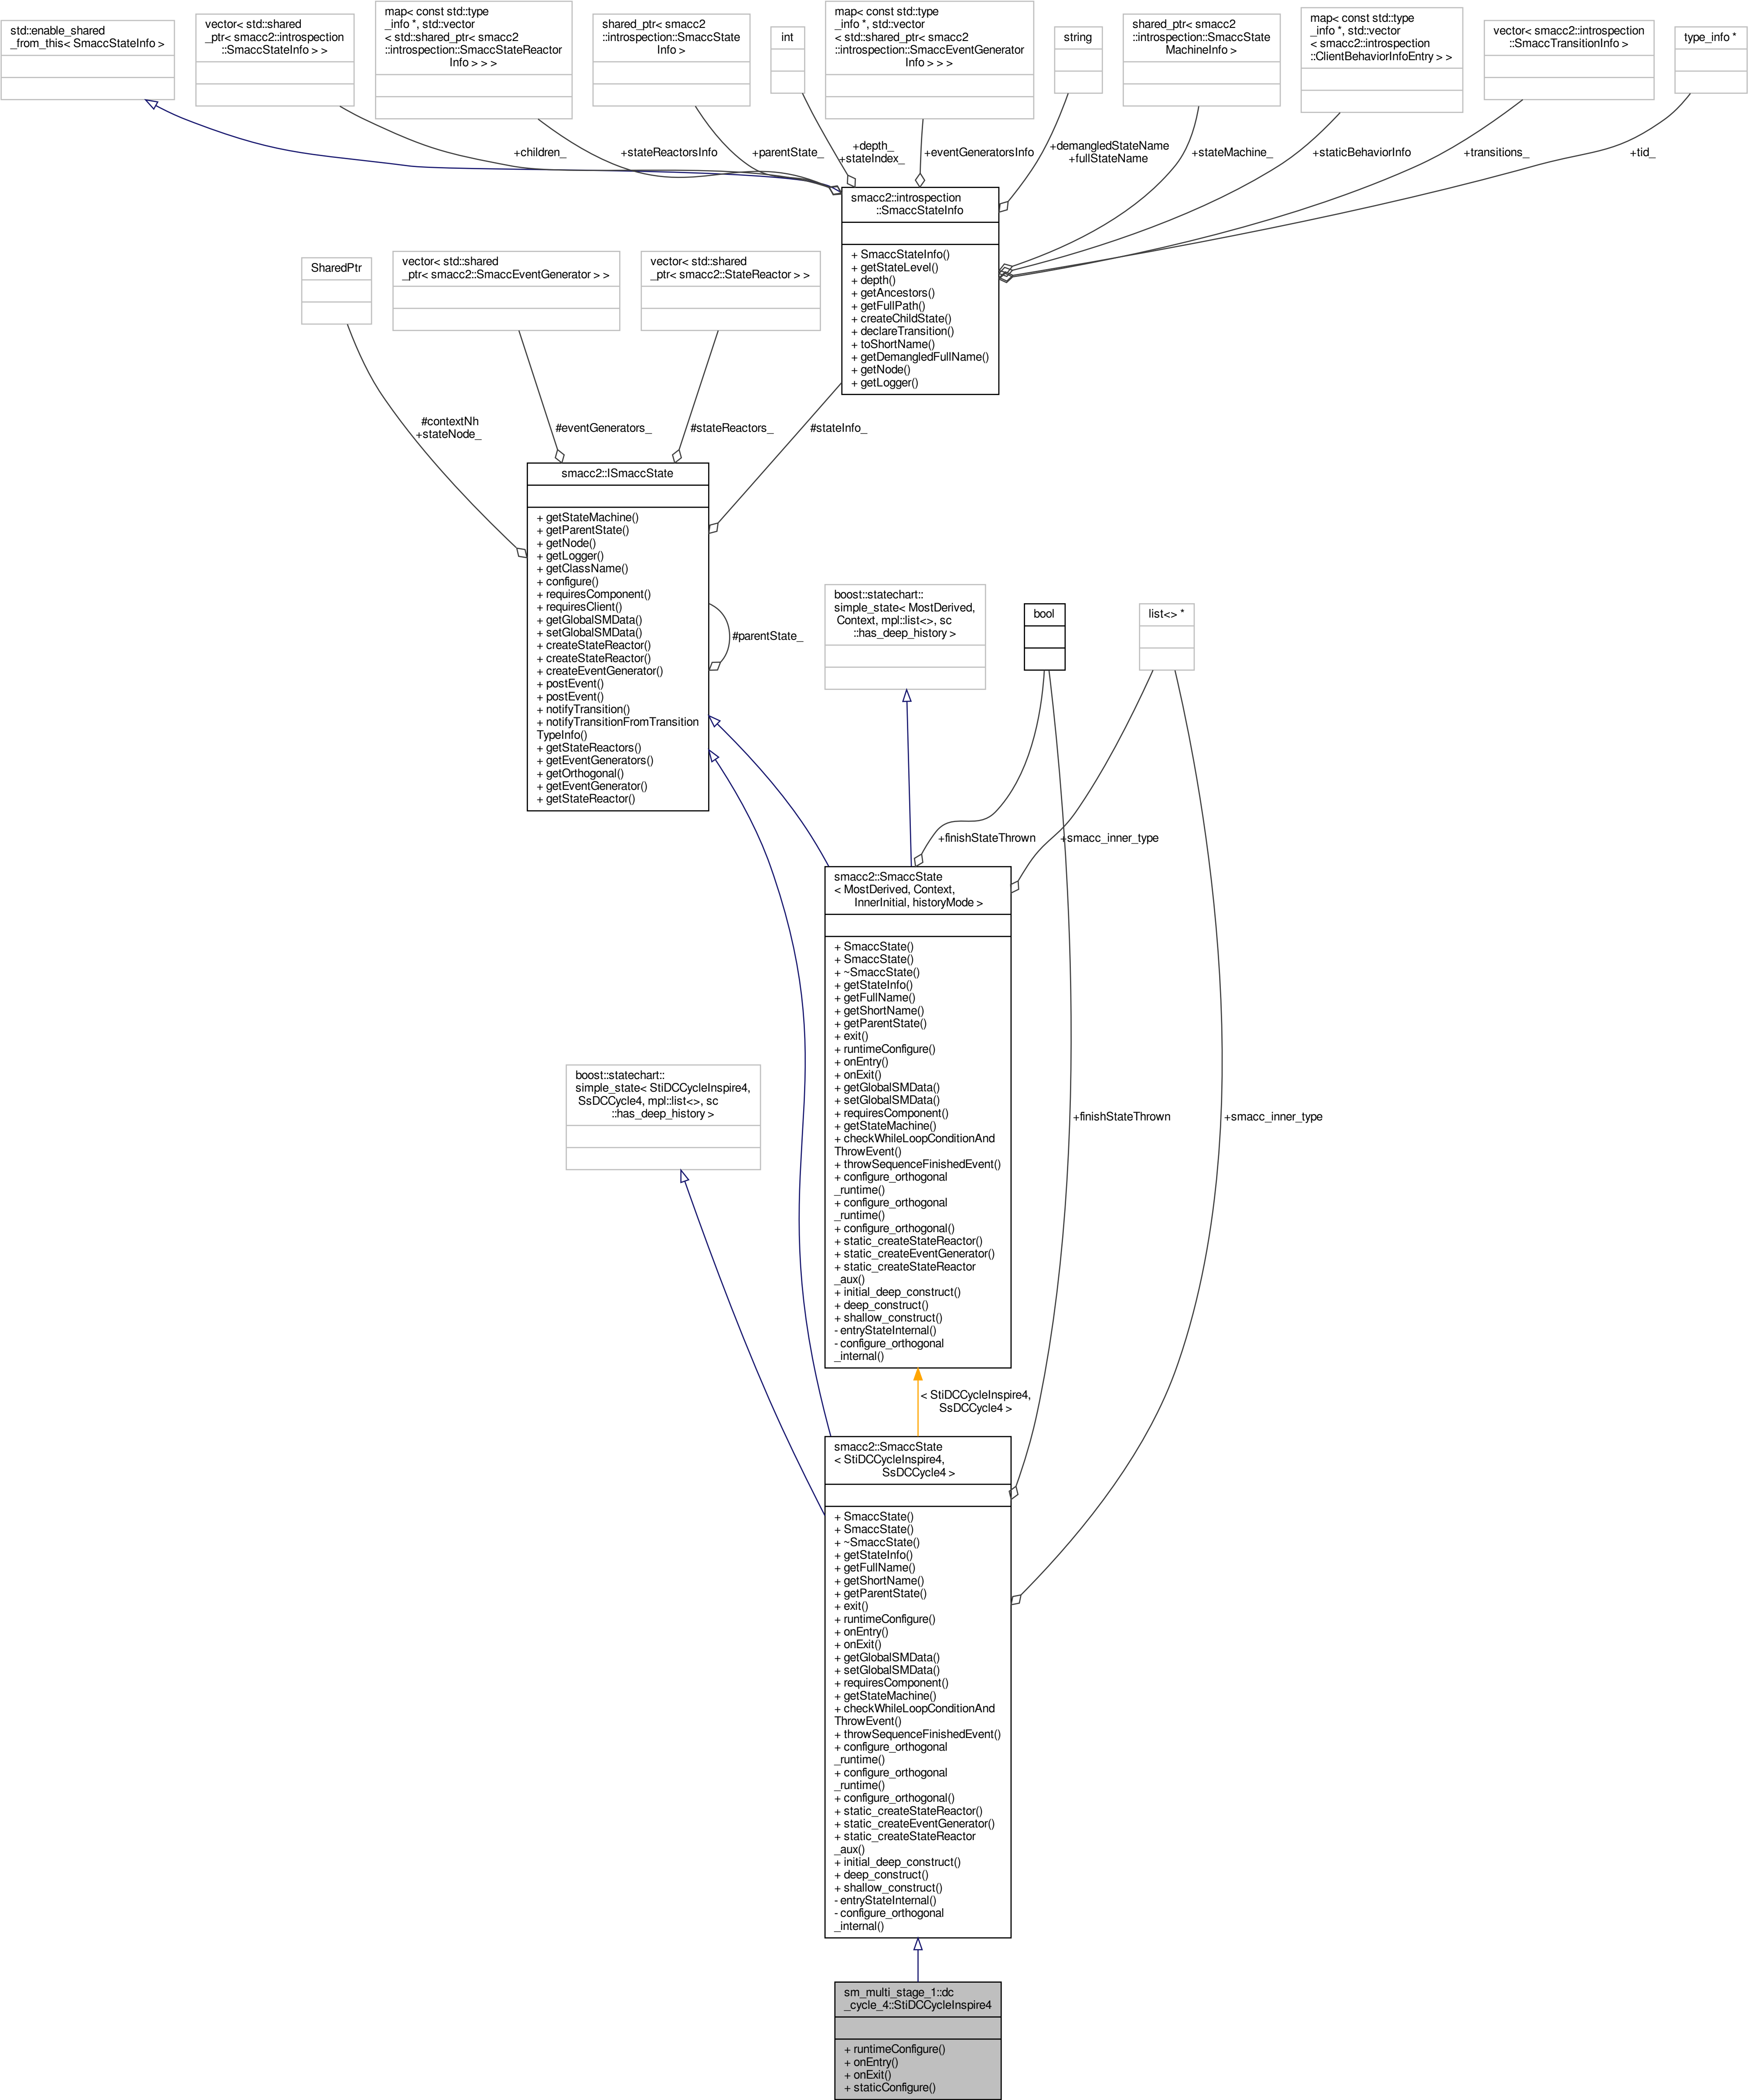 std::enable_shared
_from_this< SmaccStateInfo >
vector< std::shared
_ptr< smacc2::introspection
::SmaccStateInfo > >
map< const std::type
_info *, std::vector
< std::shared_ptr< smacc2
::introspection::SmaccStateReactor
Info > > >
shared_ptr< smacc2
::introspection::SmaccState
Info >
int
map< const std::type
_info *, std::vector
< std::shared_ptr< smacc2
::introspection::SmaccEventGenerator
Info > > >
string
shared_ptr< smacc2
::introspection::SmaccState
MachineInfo >
map< const std::type
_info *, std::vector
< smacc2::introspection
::ClientBehaviorInfoEntry > >
vector< smacc2::introspection
::SmaccTransitionInfo >
type_info *
+children_
+stateReactorsInfo
+parentState_
+depth_
+stateIndex_
+eventGeneratorsInfo
+demangledStateName
+fullStateName
+stateMachine_
+staticBehaviorInfo
+transitions_
+tid_
smacc2::introspection
::SmaccStateInfo
+ SmaccStateInfo()
+ getStateLevel()
+ depth()
+ getAncestors()
+ getFullPath()
+ createChildState()
+ declareTransition()
+ toShortName()
+ getDemangledFullName()
+ getNode()
+ getLogger()
SharedPtr
vector< std::shared
_ptr< smacc2::SmaccEventGenerator > >
vector< std::shared
_ptr< smacc2::StateReactor > >
#contextNh
+stateNode_
#eventGenerators_
#stateReactors_
#stateInfo_
smacc2::ISmaccState
+ getStateMachine()
+ getParentState()
+ getNode()
+ getLogger()
+ getClassName()
+ configure()
+ requiresComponent()
+ requiresClient()
+ getGlobalSMData()
+ setGlobalSMData()
+ createStateReactor()
+ createStateReactor()
+ createEventGenerator()
+ postEvent()
+ postEvent()
+ notifyTransition()
+ notifyTransitionFromTransition
TypeInfo()
+ getStateReactors()
+ getEventGenerators()
+ getOrthogonal()
+ getEventGenerator()
+ getStateReactor()
#parentState_
boost::statechart::
simple_state< MostDerived,
Context, mpl::list<>, sc
::has_deep_history >
bool
list<> *
+finishStateThrown
+smacc_inner_type
smacc2::SmaccState
< MostDerived, Context,
InnerInitial, historyMode >
+ SmaccState()
+ SmaccState()
+ ~SmaccState()
+ getStateInfo()
+ getFullName()
+ getShortName()
+ getParentState()
+ exit()
+ runtimeConfigure()
+ onEntry()
+ onExit()
+ getGlobalSMData()
+ setGlobalSMData()
+ requiresComponent()
+ getStateMachine()
+ checkWhileLoopConditionAnd
ThrowEvent()
+ throwSequenceFinishedEvent()
+ configure_orthogonal
_runtime()
+ configure_orthogonal
_runtime()
+ configure_orthogonal()
+ static_createStateReactor()
+ static_createEventGenerator()
+ static_createStateReactor
_aux()
+ initial_deep_construct()
+ deep_construct()
+ shallow_construct()
- entryStateInternal()
- configure_orthogonal
_internal()
boost::statechart::
simple_state< StiDCCycleInspire4,
SsDCCycle4, mpl::list<>, sc
::has_deep_history >
+finishStateThrown
+smacc_inner_type
< StiDCCycleInspire4,
SsDCCycle4 >
smacc2::SmaccState
< StiDCCycleInspire4,
SsDCCycle4 >
+ SmaccState()
+ SmaccState()
+ ~SmaccState()
+ getStateInfo()
+ getFullName()
+ getShortName()
+ getParentState()
+ exit()
+ runtimeConfigure()
+ onEntry()
+ onExit()
+ getGlobalSMData()
+ setGlobalSMData()
+ requiresComponent()
+ getStateMachine()
+ checkWhileLoopConditionAnd
ThrowEvent()
+ throwSequenceFinishedEvent()
+ configure_orthogonal
_runtime()
+ configure_orthogonal
_runtime()
+ configure_orthogonal()
+ static_createStateReactor()
+ static_createEventGenerator()
+ static_createStateReactor
_aux()
+ initial_deep_construct()
+ deep_construct()
+ shallow_construct()
- entryStateInternal()
- configure_orthogonal
_internal()
sm_multi_stage_1::dc
_cycle_4::StiDCCycleInspire4
+ runtimeConfigure()
+ onEntry()
+ onExit()
+ staticConfigure()